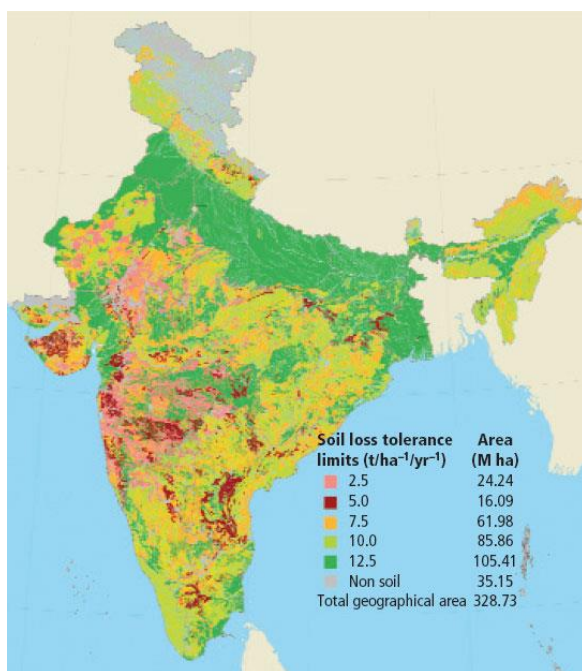 Soil loss tolerance Area
limits (t/ha⁻¹/yr⁻¹) (M ha)
2.5 24.24
5.0 16.09
7.5 61.98
10.0 85.86
12.5 105.41
Non soil 35.15
Total geographical area 328.73